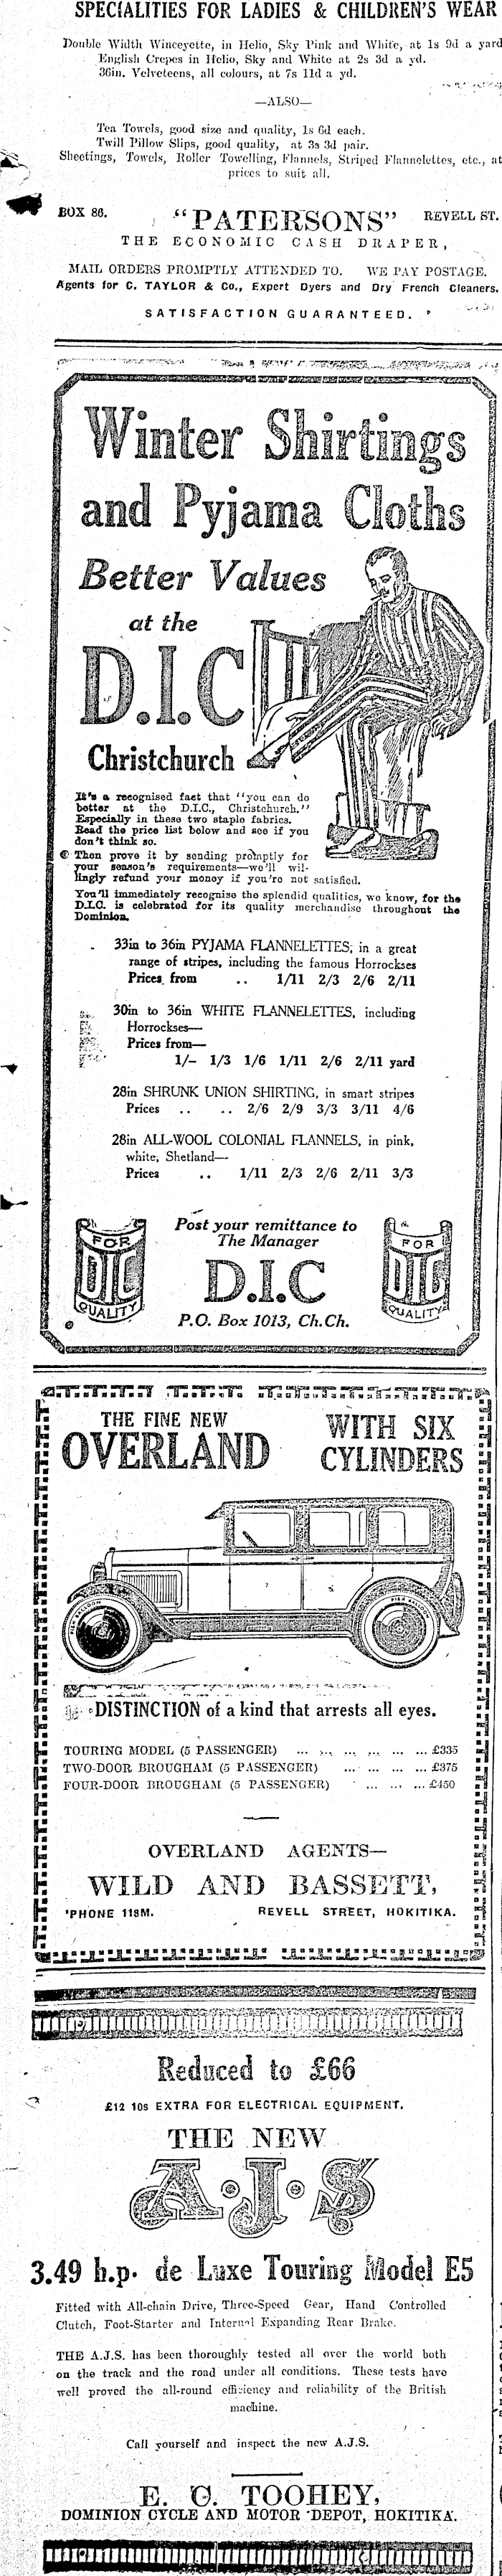 SPECIALITIES FOR LADIES & CHILDREN'S WEAR
Double Width Winceyette, in Helio, Sky Pink and White, at 1s 9d a yard
English Crepes in Helio, Sky and White at 2s 3d a yd.
36in. Velveteens, all colours, at 7s 11d a yd.
—ALSO—
Tea Towels, good size and quality, 1s 6d each.
Twill Pillow Slips, good quality, at 3s 3d pair.
Sheetings, Towels, Roller Towelling, Flannels, Striped Flannelettes, etc., at
prices to suit all.
BOX 86. "PATERSONS" REVELL ST.
THE ECONOMIC CASH DRAPER,
MAIL ORDERS PROMPTLY ATTENDED TO. WE PAY POSTAGE.
Agents for C. TAYLOR & Co., Expert Dyers and Dry French Cleaners.
SATISFACTION GUARANTEED.
Winter Shirtings
and Pyjama Cloths
Better Values
at the
D.I.C
Christchurch
It's a recognised fact that "you can do
better at the D.I.C., Christchurch."
Especially in these two staple fabrics.
Read the price list below and see if you
don't think so.
Then prove it by sending promptly for
your season's requirements—we'll wil-
lingly refund your money if you're not satisfied.
You'll immediately recognise the splendid qualities, we know, for the
D.I.C. is celebrated for its quality merchandise throughout the
Dominion.
33in to 36in PYJAMA FLANNELETTES, in a great
range of stripes, including the famous Horrockses
Prices from .. 1/11 2/3 2/6 2/11
30in to 36in WHITE FLANNELETTES, including
Horrockses—
Prices from—
1/- 1/3 1/6 1/11 2/6 2/11 yard
28in SHRUNK UNION SHIRTING, in smart stripes
Prices .. .. 2/6 2/9 3/3 3/11 4/6
28in ALL-WOOL COLONIAL FLANNELS, in pink,
white, Shetland—
Prices .. 1/11 2/3 2/6 2/11 3/3
Post your remittance to
The Manager
D.I.C
P.O. Box 1013, Ch.Ch.
FOR
DIC
QUALITY
FOR
DIC
QUALITY
THE FINE NEW
OVERLAND
WITH SIX
CYLINDERS
DISTINCTION of a kind that arrests all eyes.
TOURING MODEL (5 PASSENGER) ... ... ... ... ... ... £335
TWO-DOOR BROUGHAM (5 PASSENGER) ... ... ... ... £375
FOUR-DOOR BROUGHAM (5 PASSENGER) ... ... ... £450
OVERLAND AGENTS—
WILD AND BASSETT,
'PHONE 118M. REVELL STREET, HOKITIKA.
Reduced to £66
£12 10s EXTRA FOR ELECTRICAL EQUIPMENT.
THE NEW
A.J.S
3.49 h.p. de Luxe Touring Model E5
Fitted with All-chain Drive, Three-Speed Gear, Hand Controlled
Clutch, Foot-Starter and Internal Expanding Rear Brake.
THE A.J.S. has been thoroughly tested all over the world both
on the track and the road under all conditions. These tests have
well proved the all-round efficiency and reliability of the British
machine.
Call yourself and inspect the new A.J.S.
E. C. TOOHEY,
DOMINION CYCLE AND MOTOR DEPOT, HOKITIKA.